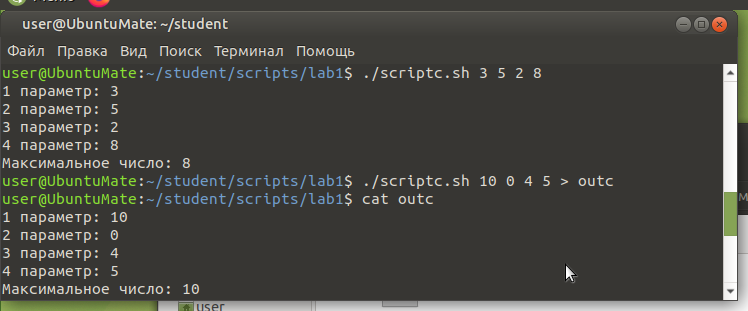 user@UbuntuMate: ~/student
Файл Правка Вид Поиск Терминал Помощь
user@UbuntuMate:~/student/scripts/lab1$ ./scriptc.sh 3 5 2 8
1 параметр: 3
2 параметр: 5
3 параметр: 2
4 параметр: 8
Максимальное число: 8
user@UbuntuMate:~/student/scripts/lab1$ ./scriptc.sh 10 0 4 5 > outc
user@UbuntuMate:~/student/scripts/lab1$ cat outc
1 параметр: 10
2 параметр: 0
3 параметр: 4
4 параметр: 5
Максимальное число: 10
user